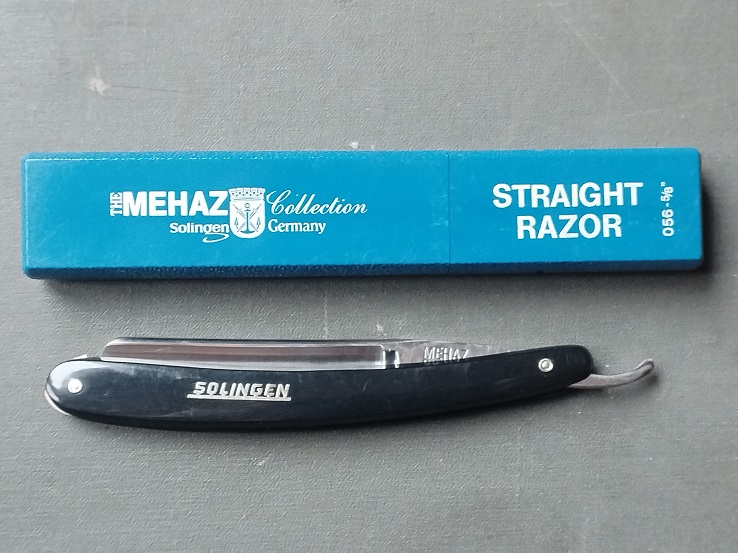 THE MEHAZ Collection
Solingen Germany
STRAIGHT
RAZOR
056 - 5/8"
MEHAZ
SOLINGEN